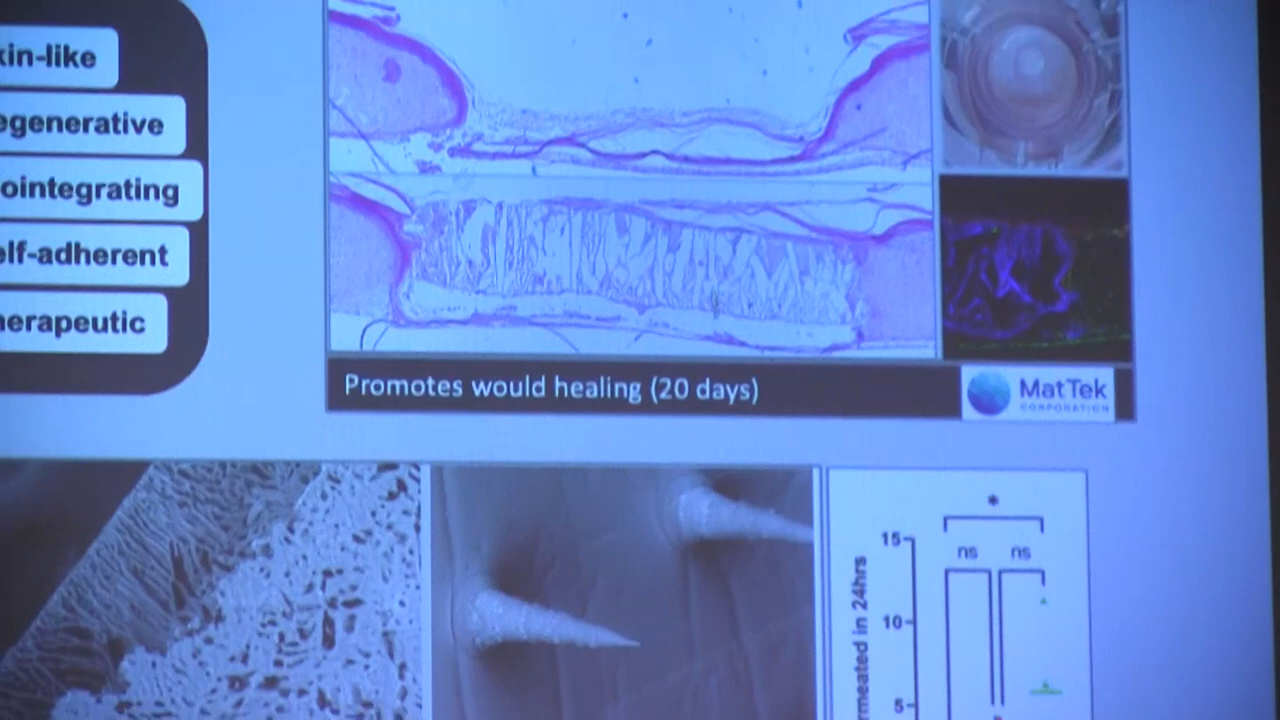 kin-like
egenerative
ointegrating
elf-adherent
herapeutic
Promotes would healing (20 days)
MatTek
CORPORATION
*
ns ns
15
10
5
rmeated in 24hrs